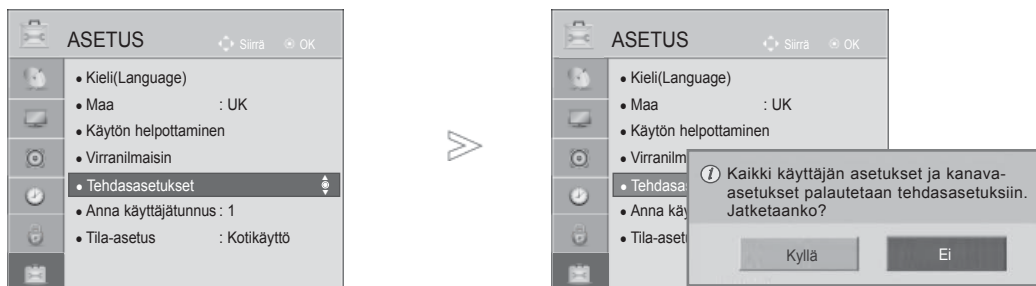 ASETUS Siirrä OK
• Kieli(Language)
• Maa : UK
• Käytön helpottaminen
• Virranilmaisin
• Tehdasasetukset
• Anna käyttäjätunnus : 1
• Tila-asetus : Kotikäyttö
ASETUS Siirrä OK
• Kieli(Language)
• Maa : UK
• Käytön helpottaminen
• Virranilm
• Tehdasa
• Anna käy
• Tila-aset
Kaikki käyttäjän asetukset ja kanava-
asetukset palautetaan tehdasasetuksiin.
Jatketaanko?
Kyllä Ei